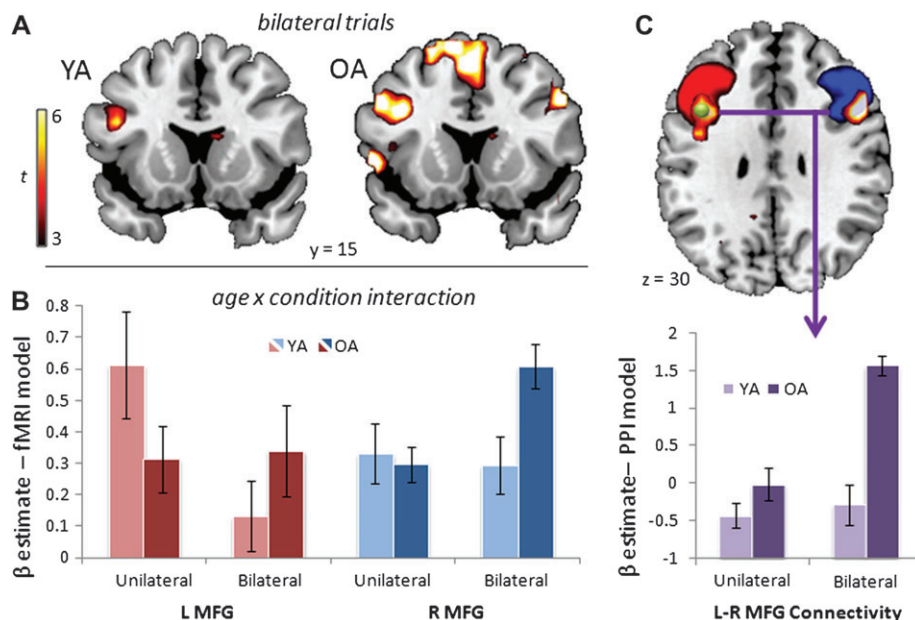 A
bilateral trials
YA
OA
6
t
3
y = 15
B
age x condition interaction
β estimate – fMRI model
0.8
0.7
0.6
0.5
0.4
0.3
0.2
0.1
0
YA OA
Unilateral Bilateral Unilateral Bilateral
L MFG R MFG
C
z = 30
β estimate– PPI model
2
1.5
1
0.5
0
-0.5
-1
YA OA
Unilateral Bilateral
L-R MFG Connectivity